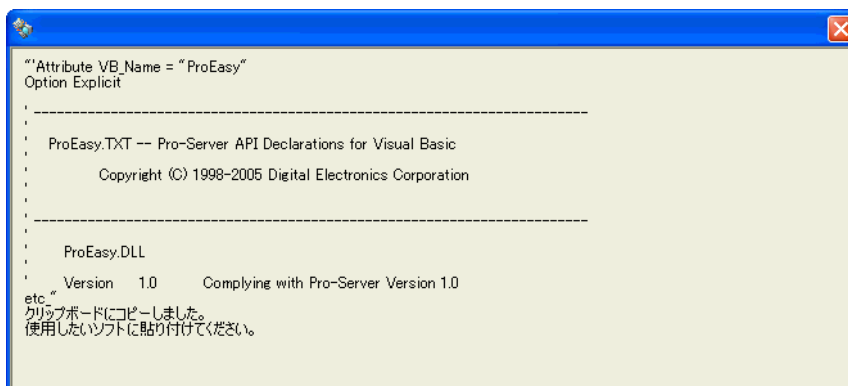 "'Attribute VB_Name = "ProEasy"
Option Explicit
' ------------------------------------------------------------------------
'
' ProEasy.TXT -- Pro-Server API Declarations for Visual Basic
'
' Copyright (C) 1998-2005 Digital Electronics Corporation
'
'
' ------------------------------------------------------------------------
'
' ProEasy.DLL
'
' Version 1.0 Complying with Pro-Server Version 1.0
etc_"
クリップボードにコピーしました。
使用したいソフトに貼り付けてください。